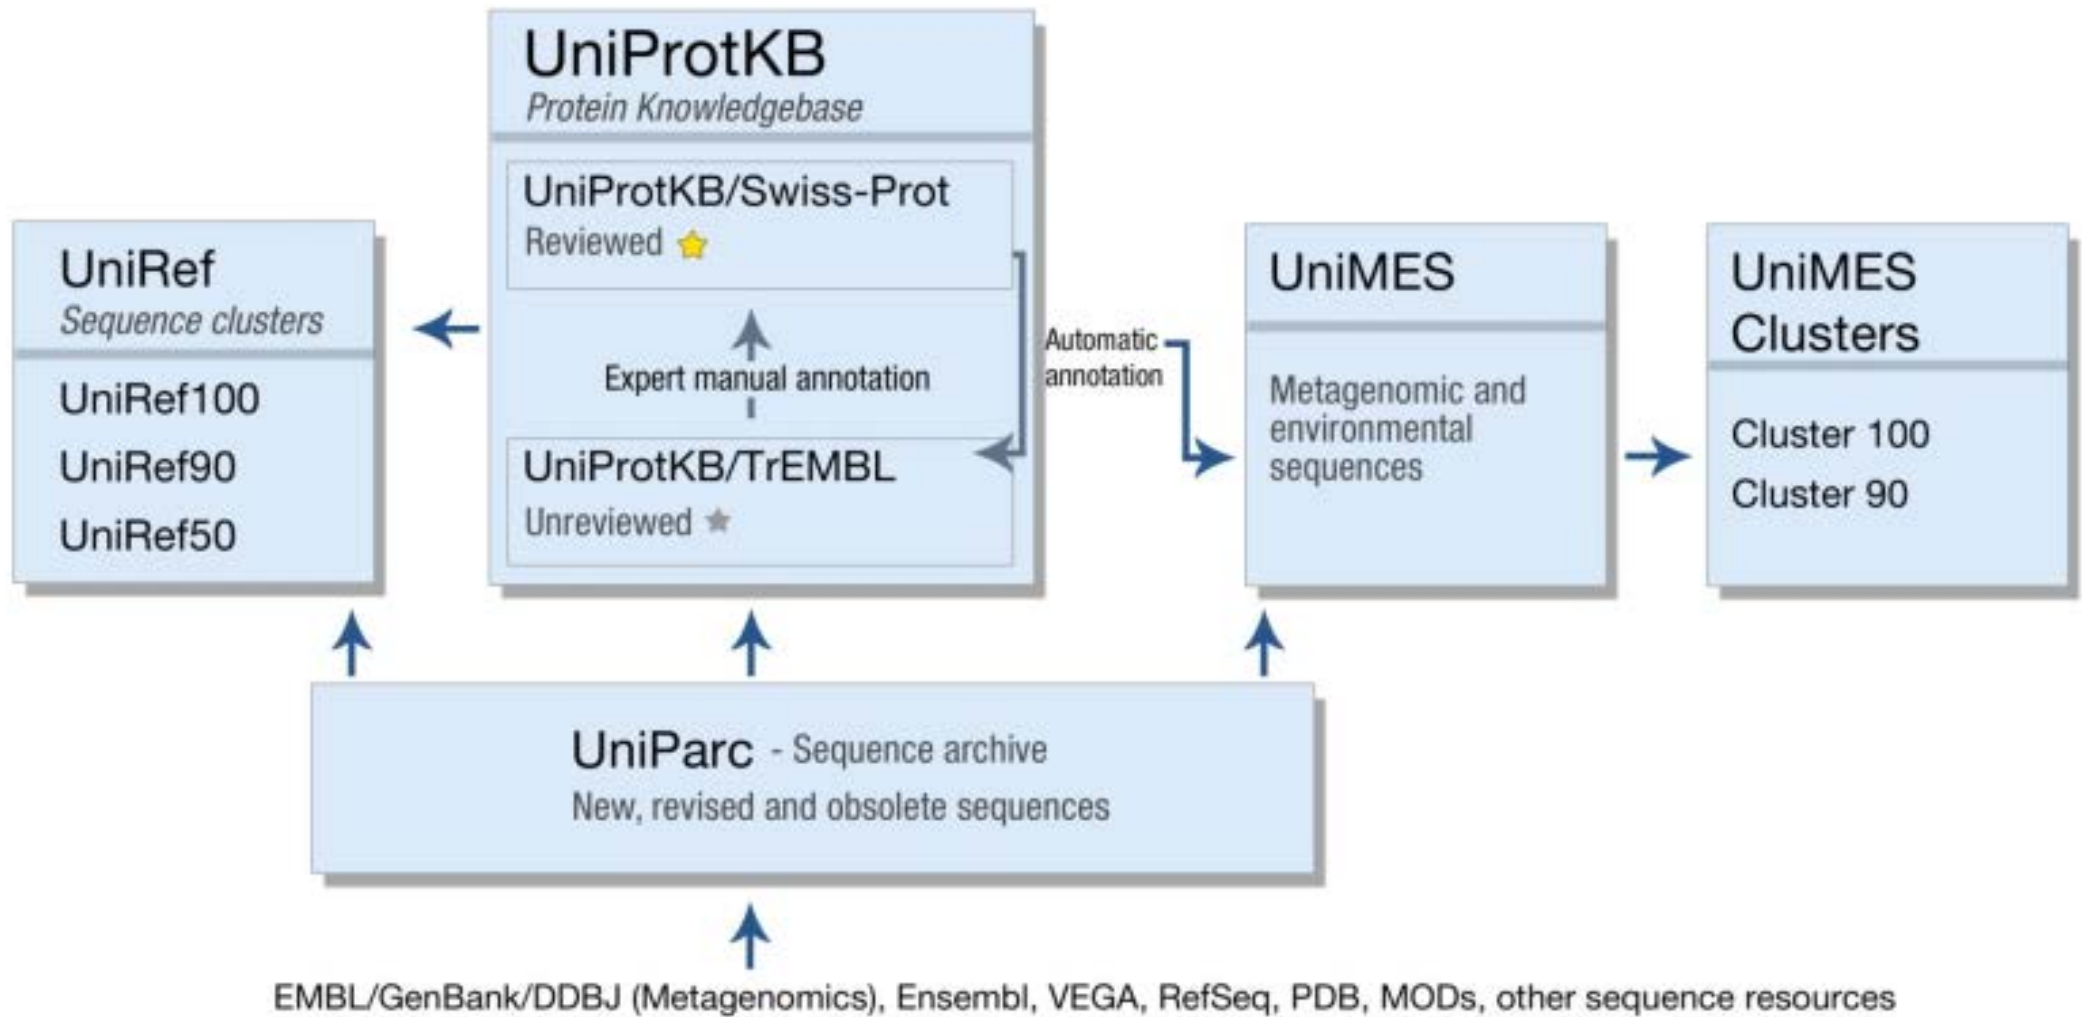 UniProtKB
Protein Knowledgebase
UniProtKB/Swiss-Prot
Reviewed
Expert manual annotation
UniProtKB/TrEMBL
Unreviewed
UniRef
Sequence clusters
UniRef100
UniRef90
UniRef50
Automatic
annotation
UniMES
Metagenomic and
environmental
sequences
UniMES
Clusters
Cluster 100
Cluster 90
UniParc - Sequence archive
New, revised and obsolete sequences
EMBL/GenBank/DDBJ (Metagenomics), Ensembl, VEGA, RefSeq, PDB, MODs, other sequence resources